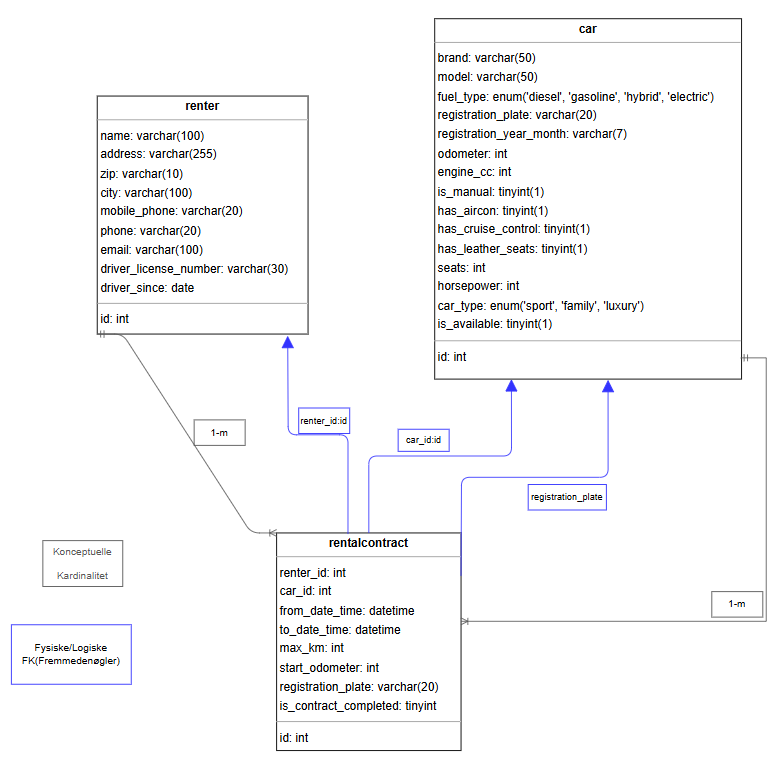 car
brand: varchar(50)
model: varchar(50)
fuel_type: enum('diesel', 'gasoline', 'hybrid', 'electric')
registration_plate: varchar(20)
registration_year_month: varchar(7)
odometer: int
engine_cc: int
is_manual: tinyint(1)
has_aircon: tinyint(1)
has_cruise_control: tinyint(1)
has_leather_seats: tinyint(1)
seats: int
horsepower: int
car_type: enum('sport', 'family', 'luxury')
is_available: tinyint(1)
id: int
renter
name: varchar(100)
address: varchar(255)
zip: varchar(10)
city: varchar(100)
mobile_phone: varchar(20)
phone: varchar(20)
email: varchar(100)
driver_license_number: varchar(30)
driver_since: date
id: int
renter_id:id
1-m
car_id:id
registration_plate
rentalcontract
renter_id: int
car_id: int
from_date_time: datetime
to_date_time: datetime
max_km: int
start_odometer: int
registration_plate: varchar(20)
is_contract_completed: tinyint
id: int
1-m
Konceptuelle
Kardinalitet
Fysiske/Logiske
FK(Fremmedenøgler)